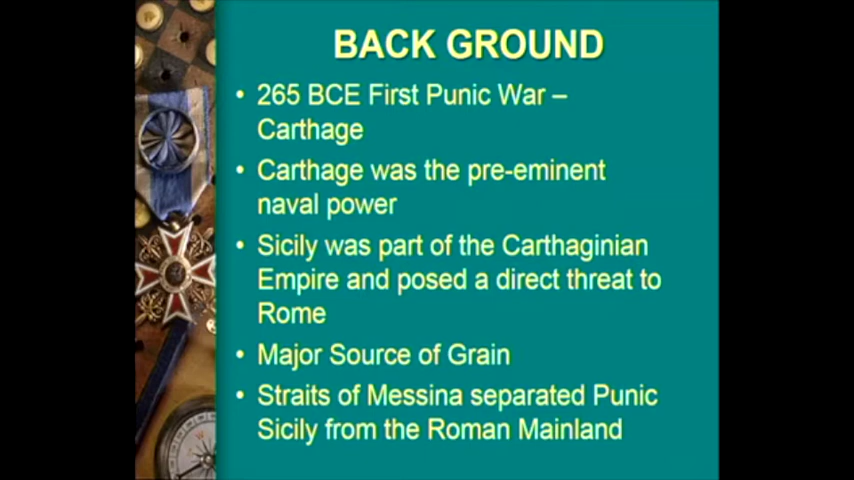 BACK GROUND
• 265 BCE First Punic War –
Carthage
• Carthage was the pre-eminent
naval power
• Sicily was part of the Carthaginian
Empire and posed a direct threat to
Rome
• Major Source of Grain
• Straits of Messina separated Punic
Sicily from the Roman Mainland